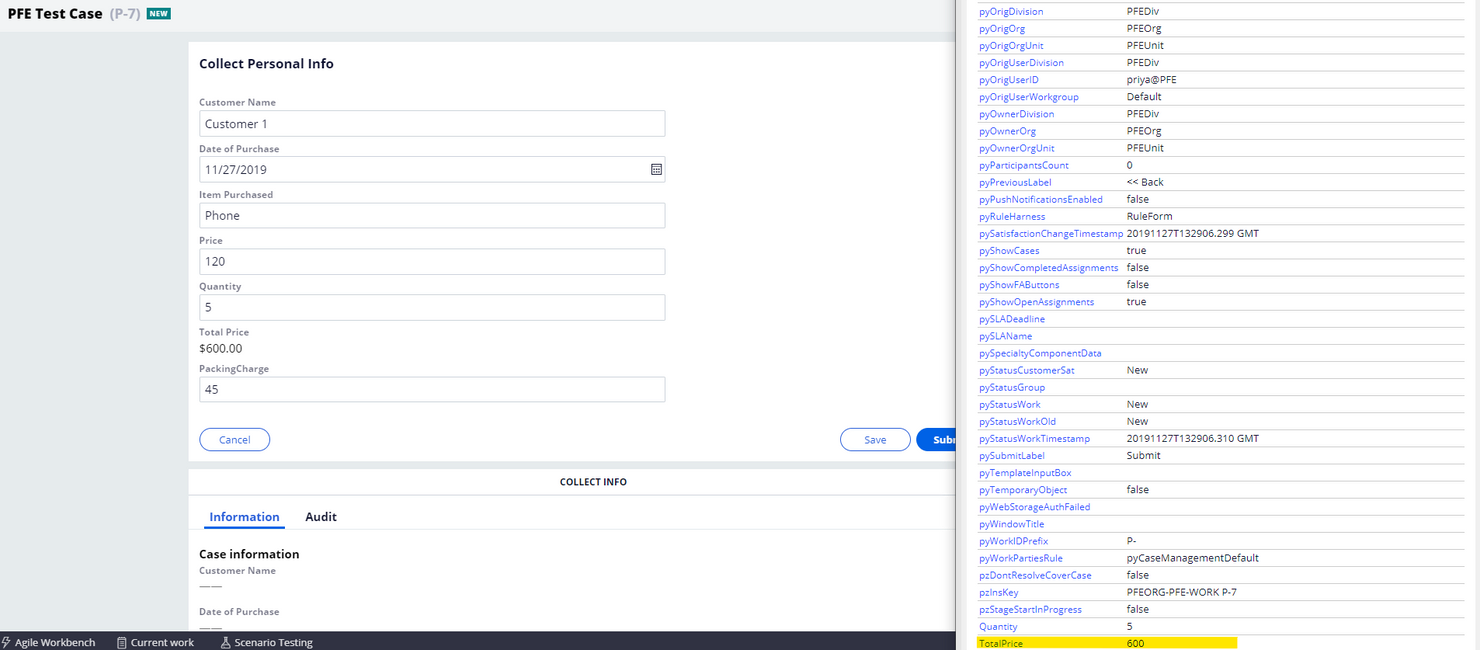 PFE Test Case (P-7) NEW
Collect Personal Info
Customer Name
Customer 1
Date of Purchase
11/27/2019
Item Purchased
Phone
Price
120
Quantity
5
Total Price
$600.00
PackingCharge
45
Cancel Save Subm
COLLECT INFO
Information Audit
Case information
Customer Name
——
Date of Purchase
——
Agile Workbench Current work Scenario Testing
pyOrigDivision PFEDiv
pyOrigOrg PFEOrg
pyOrigOrgUnit PFEUnit
pyOrigUserDivision PFEDiv
pyOrigUserID priya@PFE
pyOrigUserWorkgroup Default
pyOwnerDivision PFEDiv
pyOwnerOrg PFEOrg
pyOwnerOrgUnit PFEUnit
pyParticipantsCount 0
pyPreviousLabel << Back
pyPushNotificationsEnabled false
pyRuleHarness RuleForm
pySatisfactionChangeTimestamp 20191127T132906.299 GMT
pyShowCases true
pyShowCompletedAssignments false
pyShowFAButtons false
pyShowOpenAssignments true
pySLADeadline
pySLAName
pySpecialtyComponentData
pyStatusCustomerSat New
pyStatusGroup
pyStatusWork New
pyStatusWorkOld New
pyStatusWorkTimestamp 20191127T132906.310 GMT
pySubmitLabel Submit
pyTemplateInputBox
pyTemporaryObject false
pyWebStorageAuthFailed
pyWindowTitle
pyWorkIDPrefix P-
pyWorkPartiesRule pyCaseManagementDefault
pzDontResolveCoverCase false
pzInsKey PFEORG-PFE-WORK P-7
pzStageStartInProgress false
Quantity 5
TotalPrice 600